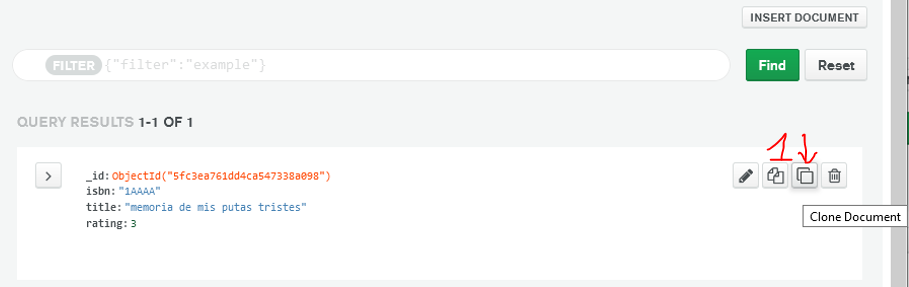 INSERT DOCUMENT
FILTER {"filter":"example"}
Find
Reset
QUERY RESULTS 1-1 OF 1
1
_id: ObjectId("5fc3ea761dd4ca547338a098")
isbn: "1AAAA"
title: "memoria de mis putas tristes"
rating: 3
Clone Document